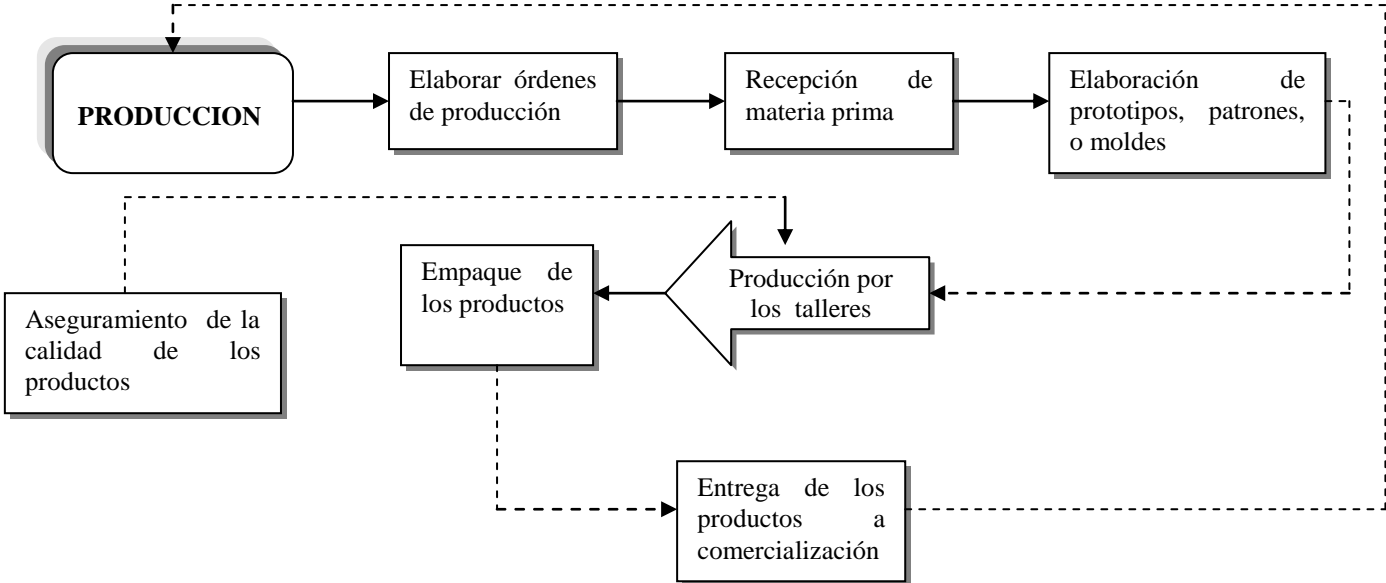 PRODUCCION
Elaborar órdenes
de producción
Recepción de
materia prima
Elaboración de
prototipos, patrones,
o moldes
Producción por
los talleres
Empaque de
los productos
Aseguramiento de la
calidad de los
productos
Entrega de los
productos a
comercialización